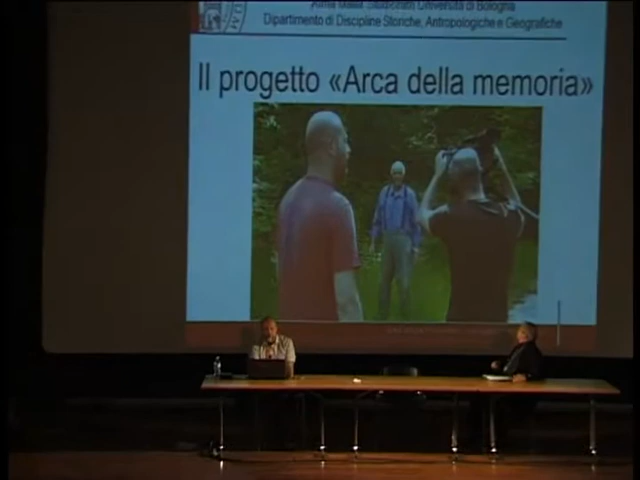 Alma Mater Studiorum Università di Bologna
Dipartimento di Discipline Storiche, Antropologiche e Geografiche
Il progetto «Arca della memoria»